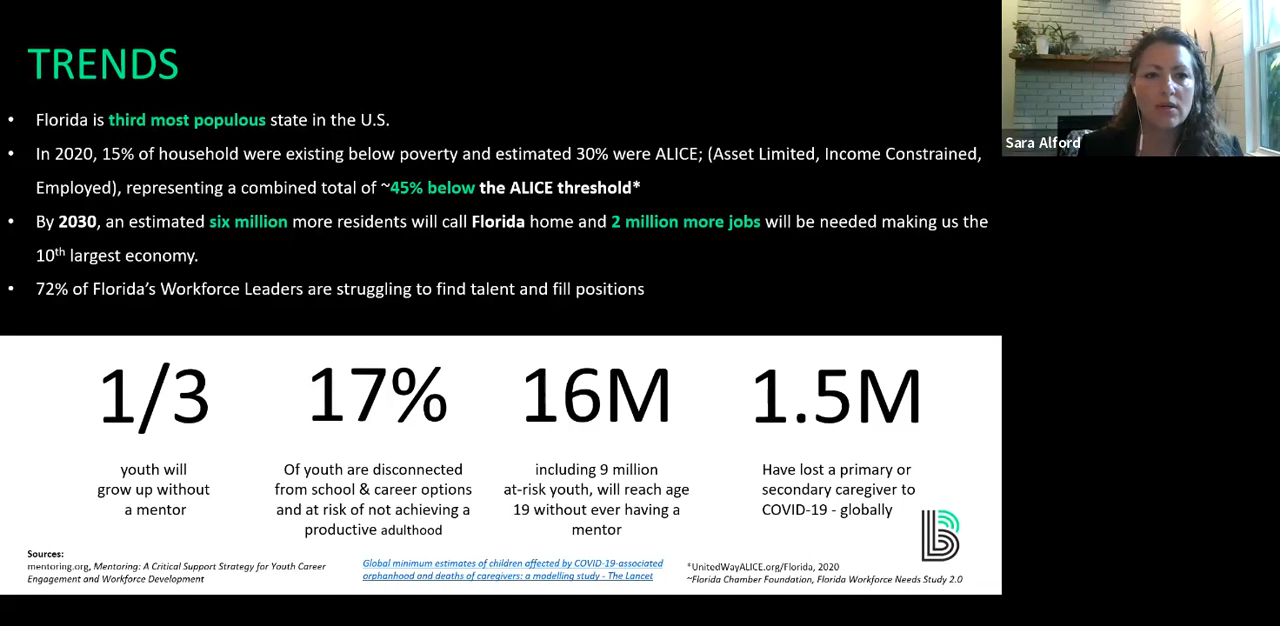 TRENDS
• Florida is third most populous state in the U.S.
• In 2020, 15% of household were existing below poverty and estimated 30% were ALICE; (Asset Limited, Income Constrained,
Employed), representing a combined total of ~45% below the ALICE threshold*
• By 2030, an estimated six million more residents will call Florida home and 2 million more jobs will be needed making us the
10th largest economy.
• 72% of Florida's Workforce Leaders are struggling to find talent and fill positions
Sara Alford
1/3
youth will
grow up without
a mentor
17%
Of youth are disconnected
from school & career options
and at risk of not achieving a
productive adulthood
16M
including 9 million
at-risk youth, will reach age
19 without ever having a
mentor
1.5M
Have lost a primary or
secondary caregiver to
COVID-19 - globally
Sources:
mentoring.org, Mentoring: A Critical Support Strategy for Youth Career
Engagement and Workforce Development
Global minimum estimates of children affected by COVID-19-associated
orphanhood and deaths of caregivers: a modelling study - The Lancet
*UnitedWayALICE.org/Florida, 2020
~Florida Chamber Foundation, Florida Workforce Needs Study 2.0